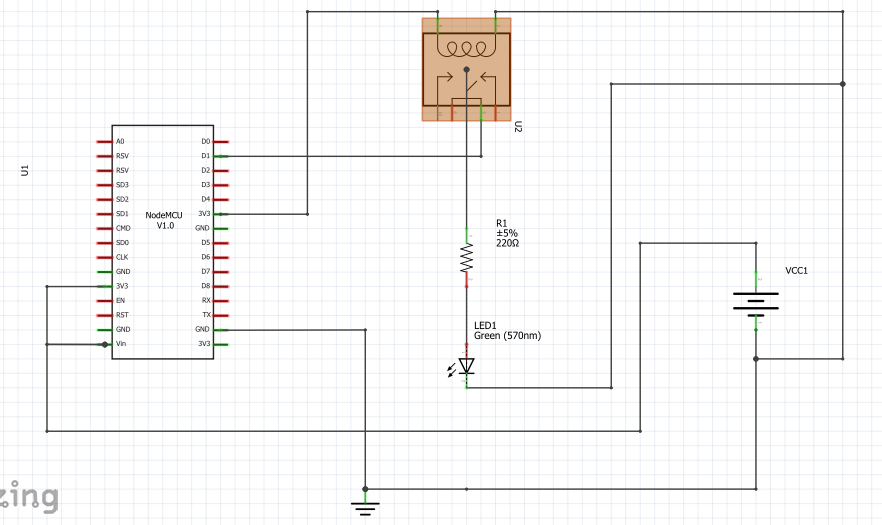 U2
U1
A0
RSV
RSV
SD3
SD2
SD1
CMD
SD0
CLK
GND
3V3
EN
RST
GND
Vin
NodeMCU
V1.0
D0
D1
D2
D3
D4
3V3
GND
D5
D6
D7
D8
RX
TX
GND
3V3
R1
±5%
220Ω
LED1
Green (570nm)
VCC1
zing